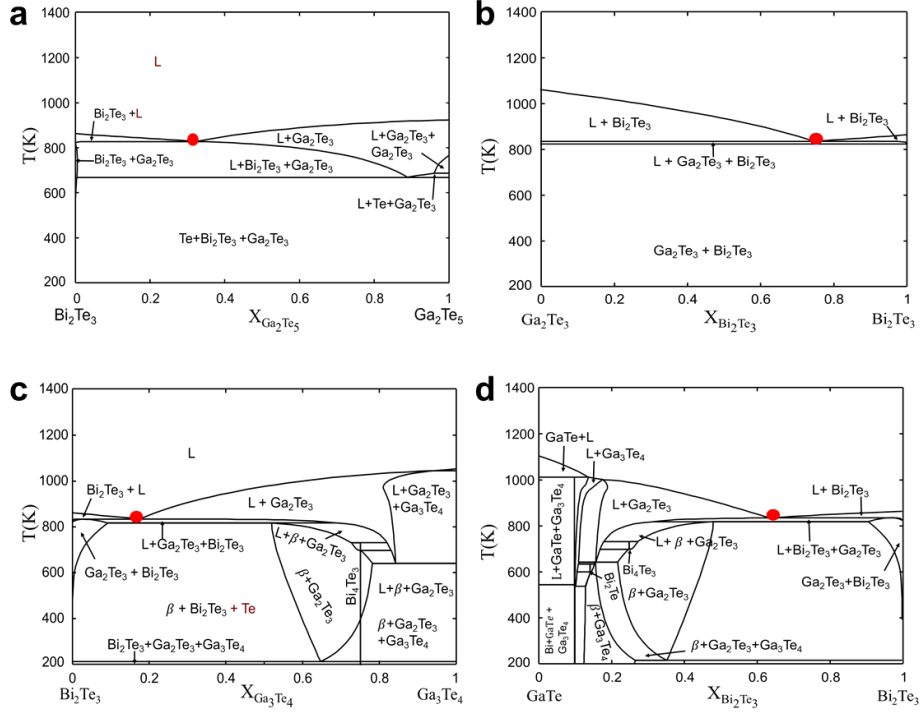 a
1400
1200
1000
800
600
400
200
T(K)
L
Bi₂Te₃ +L
L+Ga₂Te₃
L+Ga₂Te₃+
Ga₂Te₃
Bi₂Te₃ +Ga₂Te₃
L+Bi₂Te₃ +Ga₂Te₃
L+Te+Ga₂Te₃
Te+Bi₂Te₃ +Ga₂Te₃
0 0.2 0.4 0.6 0.8 1
Bi₂Te₃ X_Ga₂Te₅ Ga₂Te₅
b
1400
1200
1000
800
600
400
200
T(K)
L + Bi₂Te₃
L + Bi₂Te₃
L + Ga₂Te₃ + Bi₂Te₃
Ga₂Te₃ + Bi₂Te₃
0 0.2 0.4 0.6 0.8 1
Ga₂Te₃ X_Bi₂Te₃ Bi₂Te₃
c
1400
1200
1000
800
600
400
200
T(K)
L
Bi₂Te₃ + L
L + Ga₂Te₃
L+Ga₂Te₃
+Ga₃Te₄
L+Ga₂Te₃+Bi₂Te₃
L+β+Ga₂Te₃
Ga₂Te₃ + Bi₂Te₃
β+Ga₂Te₃
Bi₄Te₃
L+β+Ga₂Te₃
β + Bi₂Te₃ + Te
β+Ga₂Te₃
+Ga₃Te₄
Bi₂Te₃+Ga₂Te₃+Ga₃Te₄
0 0.2 0.4 0.6 0.8 1
Bi₂Te₃ X_Ga₃Te₄ Ga₃Te₄
d
1400
1200
1000
800
600
400
200
T(K)
GaTe+L
L+Ga₃Te₄
L+GaTe+Ga₃Te₄
L+Ga₂Te₃
L+ Bi₂Te₃
L+ β+Ga₂Te₃
L+Bi₂Te₃+Ga₂Te₃
Bi₄Te₃
Bi₂Te
β+Ga₂Te₃
Ga₂Te₃+Bi₂Te₃
Bi+GaTe +
Ga₃Te₄
β+Ga₃Te₄
β+Ga₂Te₃+Ga₃Te₄
0 0.2 0.4 0.6 0.8 1
GaTe X_Bi₂Te₃ Bi₂Te₃